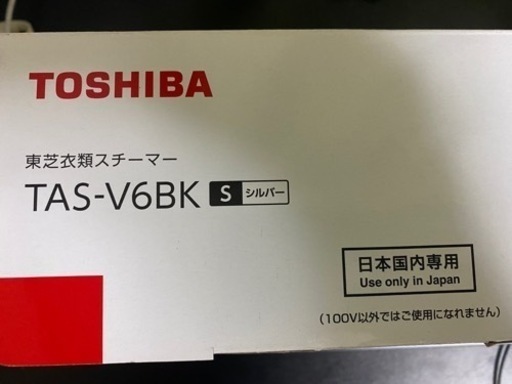 TOSHIBA
東芝衣類スチーマー
TAS-V6BK S シルバー
日本国内専用
Use only in Japan
(100V以外ではご使用になれません)